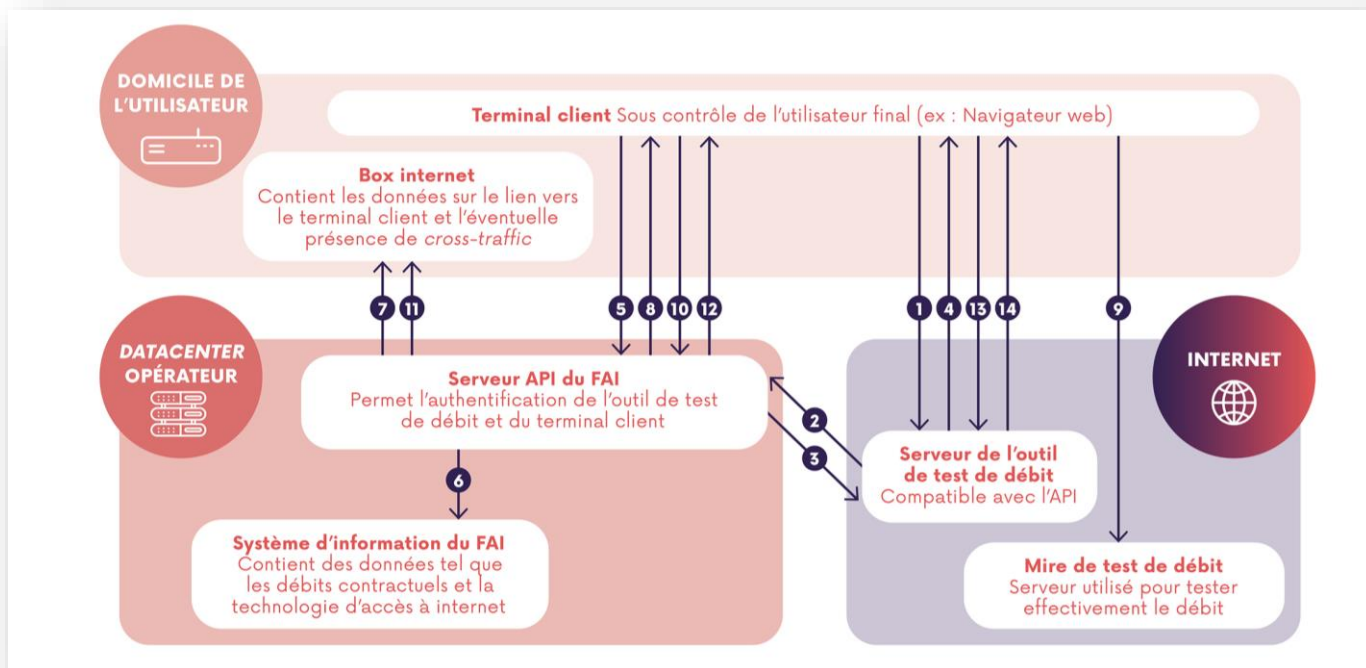 DOMICILE DE
L'UTILISATEUR
Terminal client Sous contrôle de l'utilisateur final (ex : Navigateur web)
Box internet
Contient les données sur le lien vers
le terminal client et l'éventuelle
présence de cross-traffic
7 11 5 8 10 12 1 4 13 14 9
DATACENTER
OPÉRATEUR
Serveur API du FAI
Permet l'authentification de l'outil de test
de débit et du terminal client
INTERNET
2
3
6
Serveur de l'outil
de test de débit
Compatible avec l'API
Système d'information du FAI
Contient des données tel que
les débits contractuels et la
technologie d'accès à internet
Mire de test de débit
Serveur utilisé pour tester
effectivement le débit